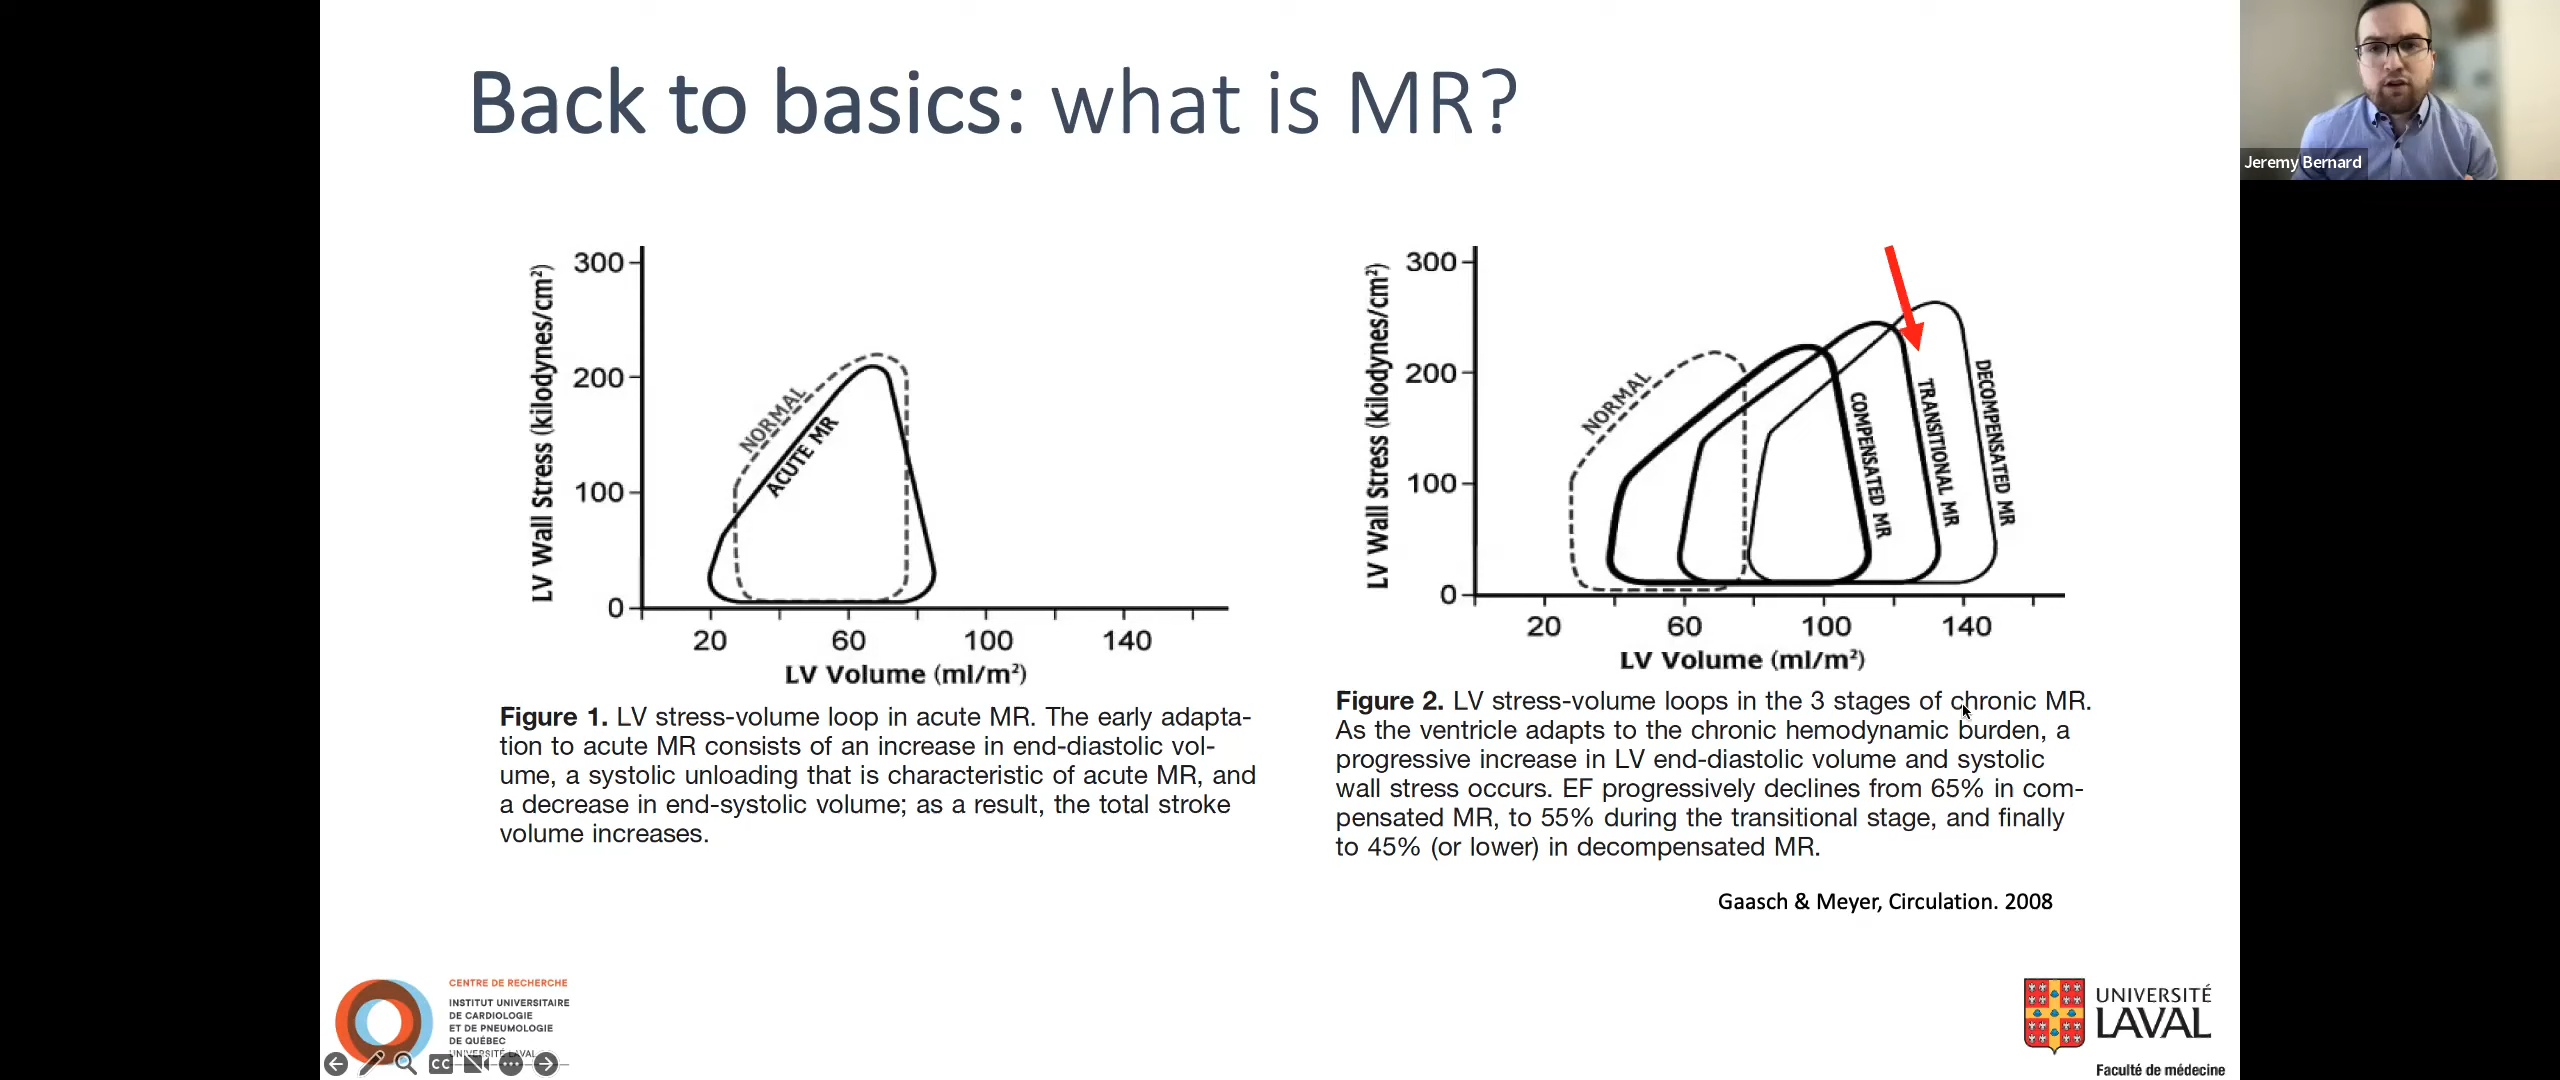 Back to basics: what is MR?
Jeremy Bernard
LV Wall Stress (kilodynes/cm²)
300
200
100
0
NORMAL
ACUTE MR
20 60 100 140
LV Volume (ml/m²)
Figure 1. LV stress-volume loop in acute MR. The early adapta-
tion to acute MR consists of an increase in end-diastolic vol-
ume, a systolic unloading that is characteristic of acute MR, and
a decrease in end-systolic volume; as a result, the total stroke
volume increases.
LV Wall Stress (kilodynes/cm²)
300
200
100
0
NORMAL
COMPENSATED MR
TRANSITIONAL MR
DECOMPENSATED MR
20 60 100 140
LV Volume (ml/m²)
Figure 2. LV stress-volume loops in the 3 stages of chronic MR.
As the ventricle adapts to the chronic hemodynamic burden, a
progressive increase in LV end-diastolic volume and systolic
wall stress occurs. EF progressively declines from 65% in com-
pensated MR, to 55% during the transitional stage, and finally
to 45% (or lower) in decompensated MR.
Gaasch & Meyer, Circulation. 2008
CENTRE DE RECHERCHE
INSTITUT UNIVERSITAIRE
DE CARDIOLOGIE
ET DE PNEUMOLOGIE
DE QUÉBEC
UNIVERSITÉ LAVAL
CC
UNIVERSITÉ
LAVAL
Faculté de médecine